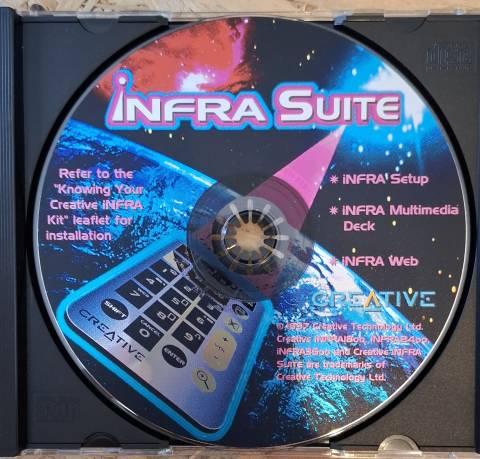 iNFRA SUITE
Refer to the
"Knowing Your
Creative iNFRA
Kit" leaflet for
installation
* iNFRA Setup
* iNFRA Multimedia
Deck
* iNFRA Web
CREATIVE
© 1997 Creative Technology Ltd.
Creative iNFRA1800, iNFRA2400,
iNFRA3600 and Creative iNFRA
SUITE are trademarks of
Creative Technology Ltd.
SHIFT
CANCEL
ENTER
CREATIVE